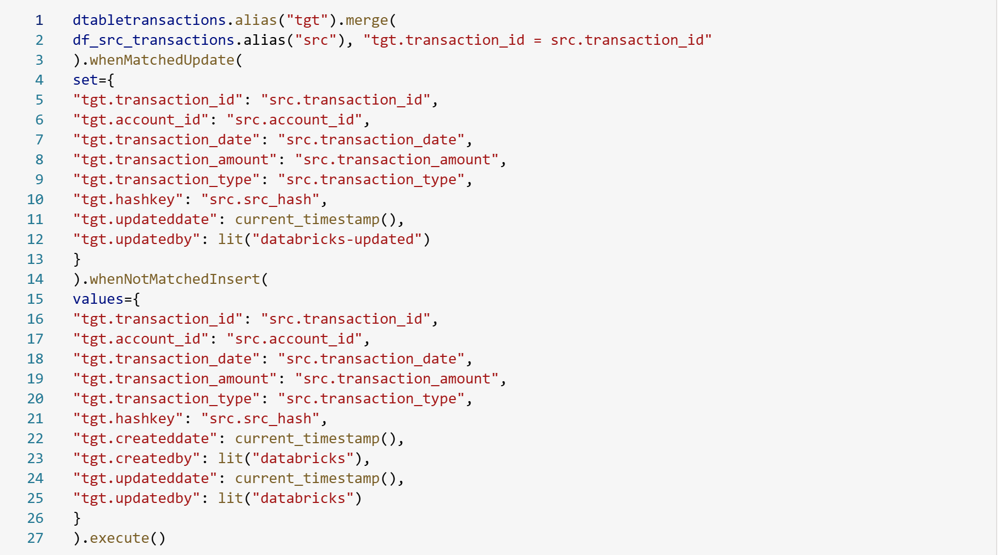 1 dtabletransactions.alias("tgt").merge(
2 df_src_transactions.alias("src"), "tgt.transaction_id = src.transaction_id"
3 ).whenMatchedUpdate(
4 set={
5 "tgt.transaction_id": "src.transaction_id",
6 "tgt.account_id": "src.account_id",
7 "tgt.transaction_date": "src.transaction_date",
8 "tgt.transaction_amount": "src.transaction_amount",
9 "tgt.transaction_type": "src.transaction_type",
10 "tgt.hashkey": "src.src_hash",
11 "tgt.updateddate": current_timestamp(),
12 "tgt.updatedby": lit("databricks-updated")
13 }
14 ).whenNotMatchedInsert(
15 values={
16 "tgt.transaction_id": "src.transaction_id",
17 "tgt.account_id": "src.account_id",
18 "tgt.transaction_date": "src.transaction_date",
19 "tgt.transaction_amount": "src.transaction_amount",
20 "tgt.transaction_type": "src.transaction_type",
21 "tgt.hashkey": "src.src_hash",
22 "tgt.createddate": current_timestamp(),
23 "tgt.createdby": lit("databricks"),
24 "tgt.updateddate": current_timestamp(),
25 "tgt.updatedby": lit("databricks")
26 }
27 ).execute()